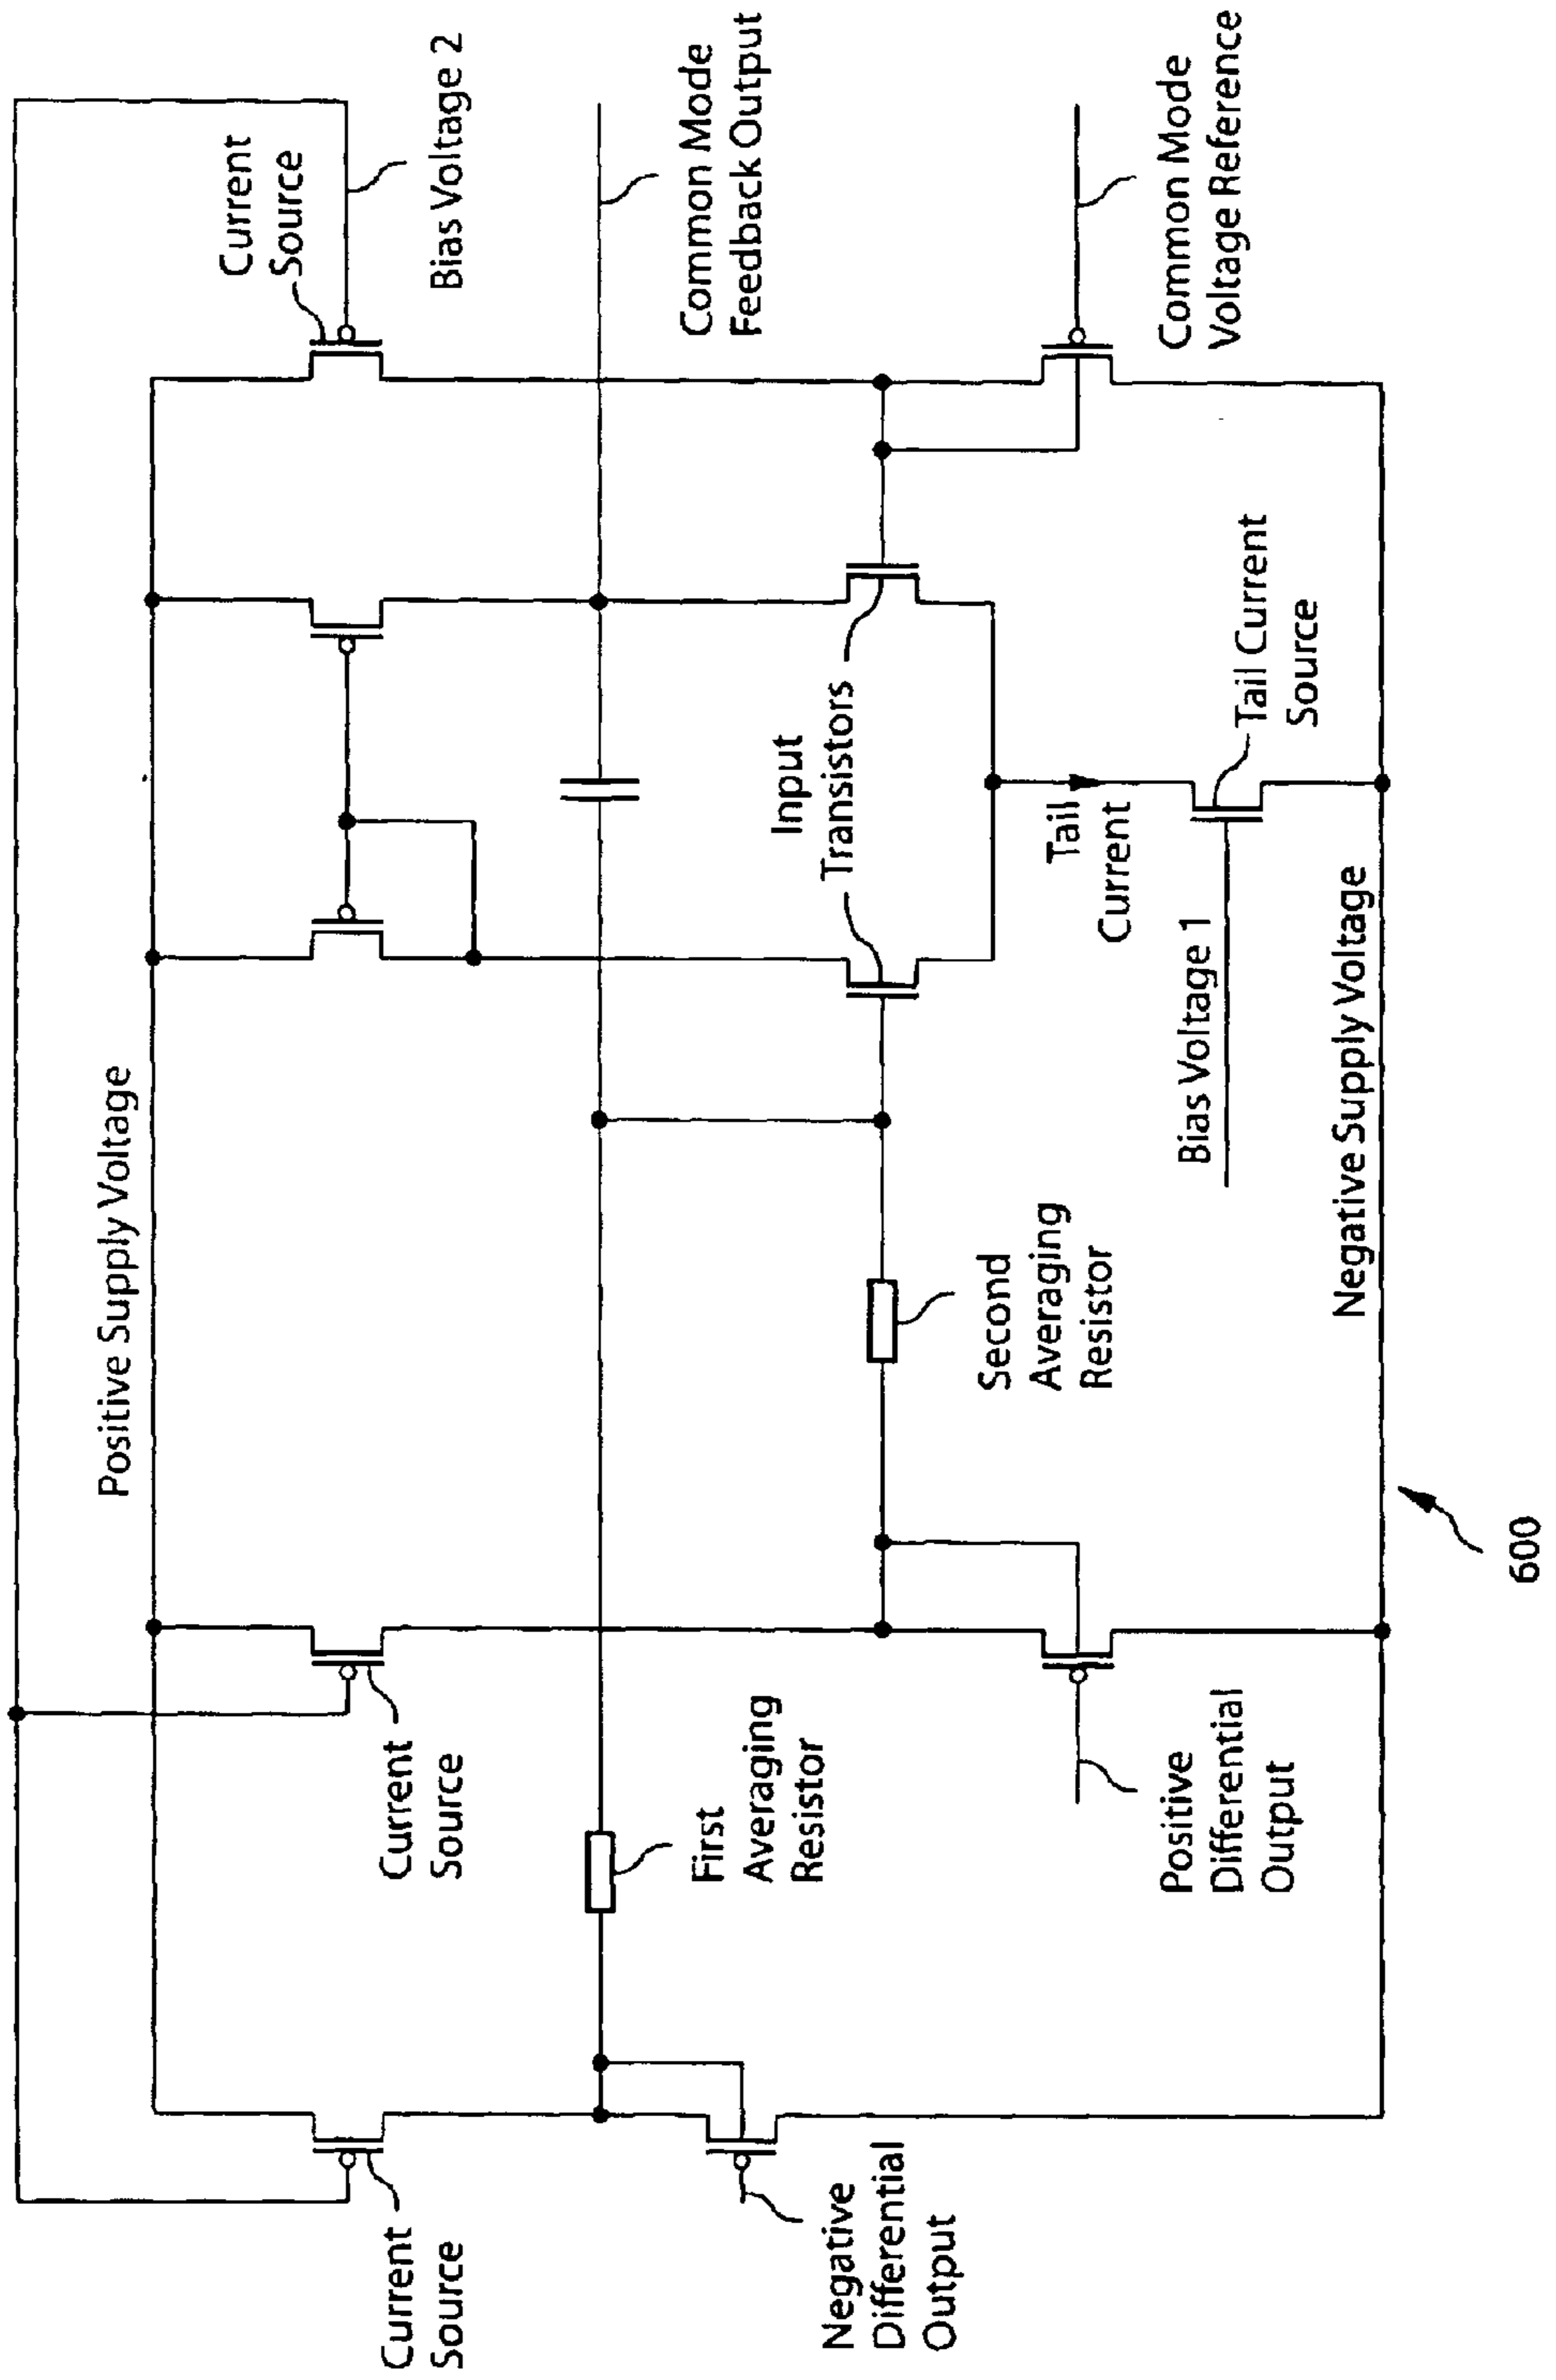 Current
Source
Bias Voltage 2
Common Mode
Feedback Output
Common Mode
Voltage Reference
Input
Transistors
Tail Current
Source
Tail
Current
Bias Voltage 1
Negative Supply Voltage
Positive Supply Voltage
Second
Averaging
Resistor
Current
Source
First
Averaging
Resistor
Positive
Differential
Output
Current
Source
Negative
Differential
Output
600